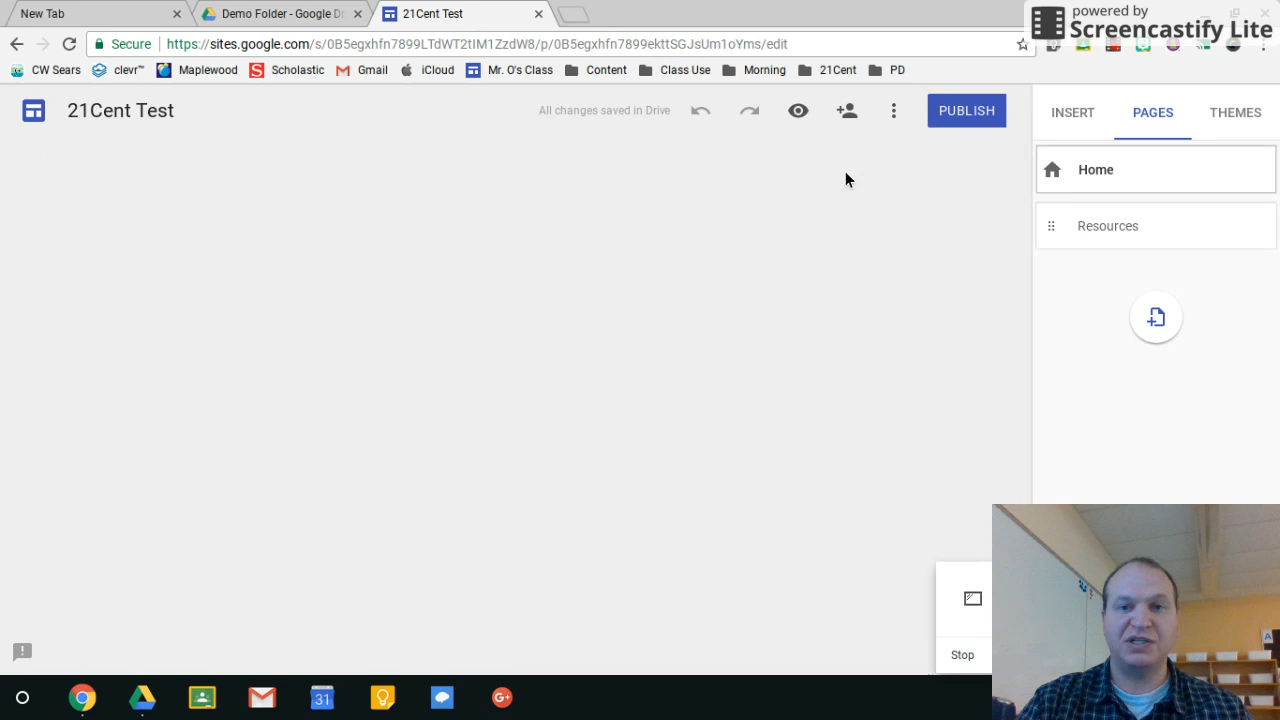 New Tab
Demo Folder - Google Dr
21Cent Test
powered by
Screencastify Lite
Secure
https://sites.google.com/s/0B5egxhfn7899LTdWT2tIM1ZzdW8/p/0B5egxhfn7899ekttSGJsUm1oYms/edit
CW Sears
clevr™
Maplewood
S
Scholastic
Gmail
iCloud
Mr. O's Class
Content
Class Use
Morning
21Cent
PD
21Cent Test
All changes saved in Drive
PUBLISH
INSERT
PAGES
THEMES
Home
Resources
Stop
31
G+